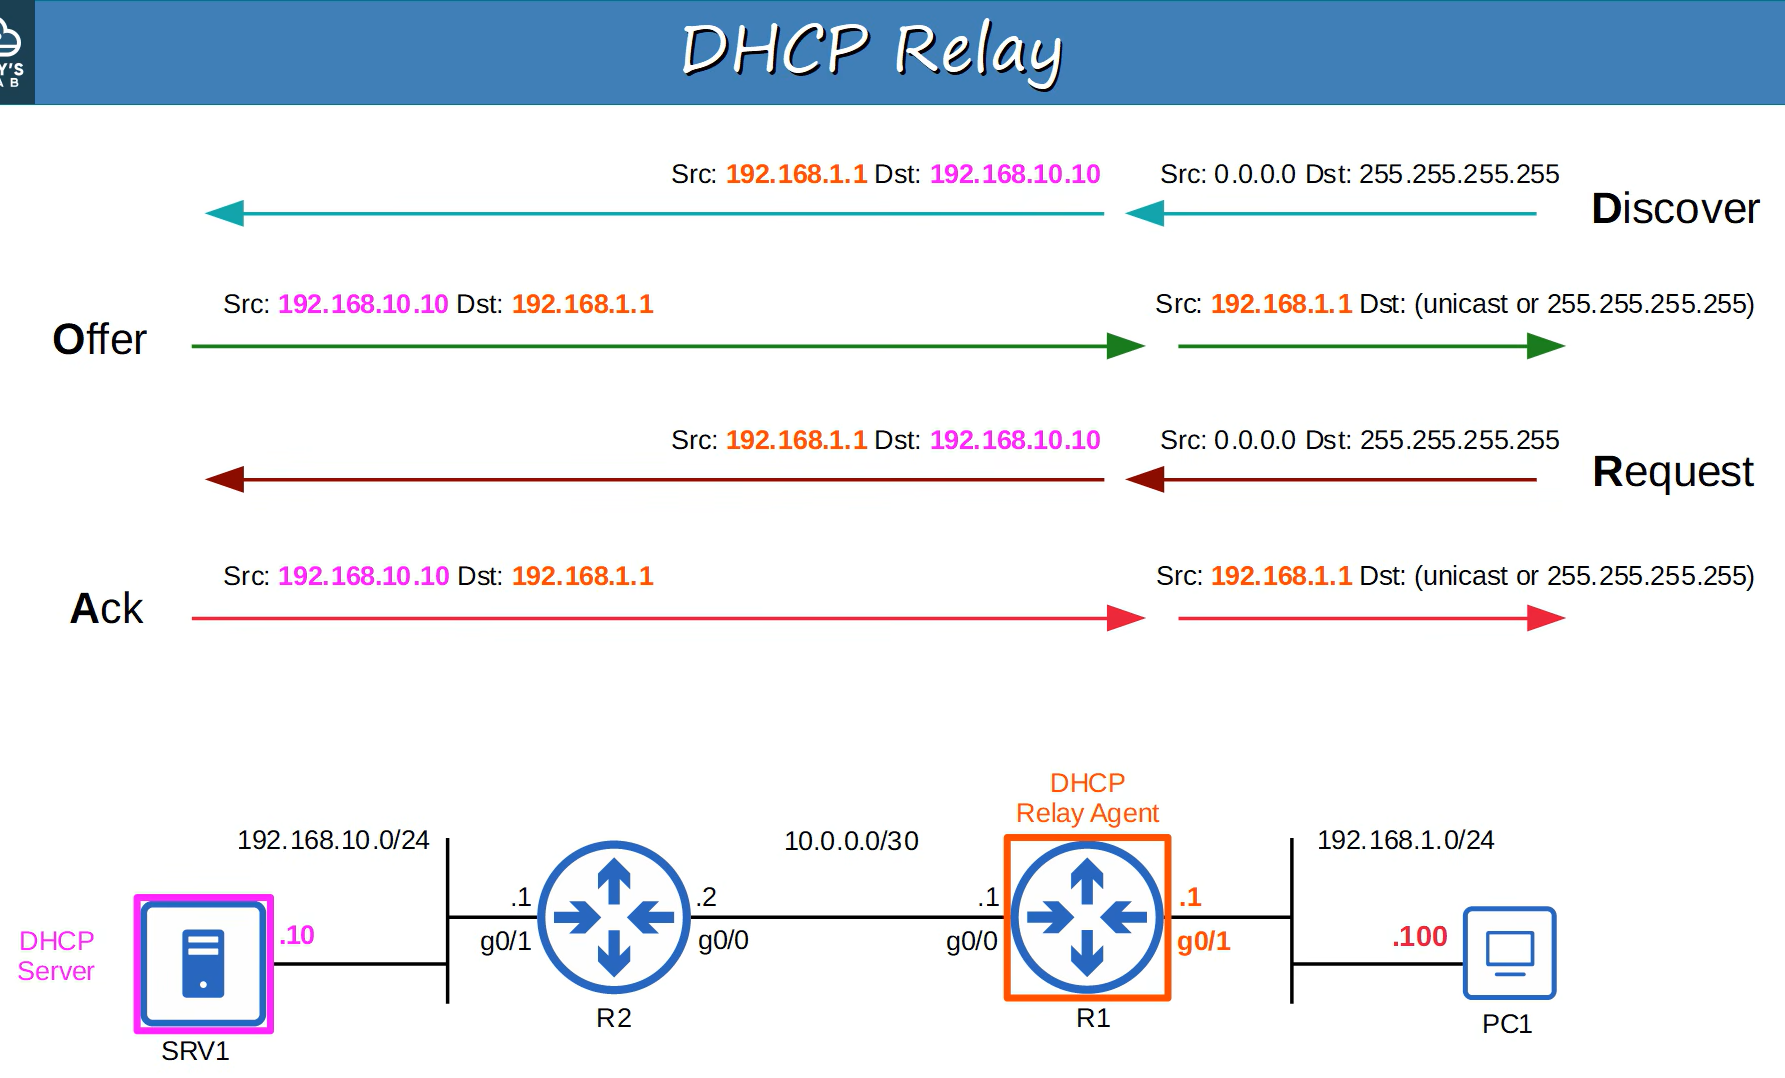 DHCP Relay
Y'S
AB
Src: 192.168.1.1 Dst: 192.168.10.10
Src: 0.0.0.0 Dst: 255.255.255.255
Discover
Src: 192.168.10.10 Dst: 192.168.1.1
Src: 192.168.1.1 Dst: (unicast or 255.255.255.255)
Offer
Src: 192.168.1.1 Dst: 192.168.10.10
Src: 0.0.0.0 Dst: 255.255.255.255
Request
Src: 192.168.10.10 Dst: 192.168.1.1
Src: 192.168.1.1 Dst: (unicast or 255.255.255.255)
Ack
DHCP
Relay Agent
192.168.10.0/24
10.0.0.0/30
192.168.1.0/24
.1
.2
.1
.1
g0/1
g0/0
g0/0
g0/1
DHCP
Server
.10
.100
R2
R1
PC1
SRV1